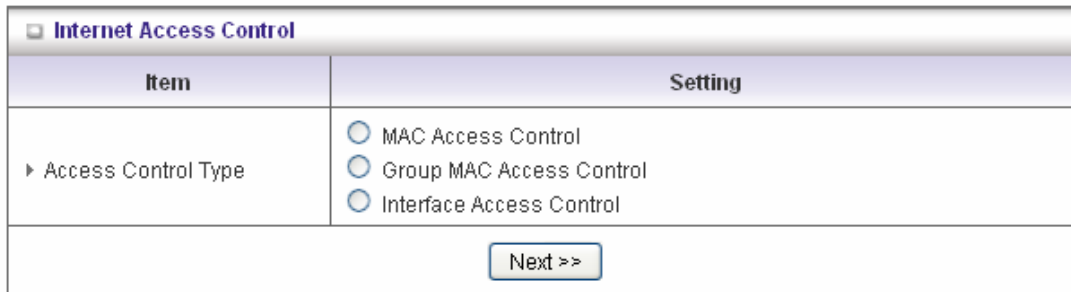 Internet Access Control
Item Setting
Access Control Type
MAC Access Control
Group MAC Access Control
Interface Access Control
Next >>